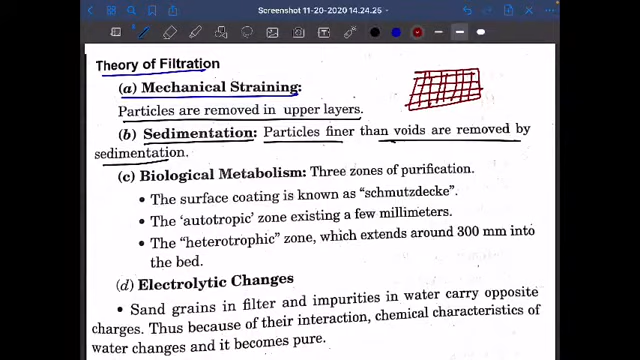 Screenshot 11-20-2020 14.24.25
Theory of Filtration
(a) Mechanical Straining:
Particles are removed in upper layers.
(b) Sedimentation: Particles finer than voids are removed by
sedimentation.
(c) Biological Metabolism: Three zones of purification.
• The surface coating is known as “schmutzdecke”.
• The ‘autotropic’ zone existing a few millimeters.
• The “heterotrophic” zone, which extends around 300 mm into
the bed.
(d) Electrolytic Changes
• Sand grains in filter and impurities in water carry opposite
charges. Thus because of their interaction, chemical characteristics of
water changes and it becomes pure.